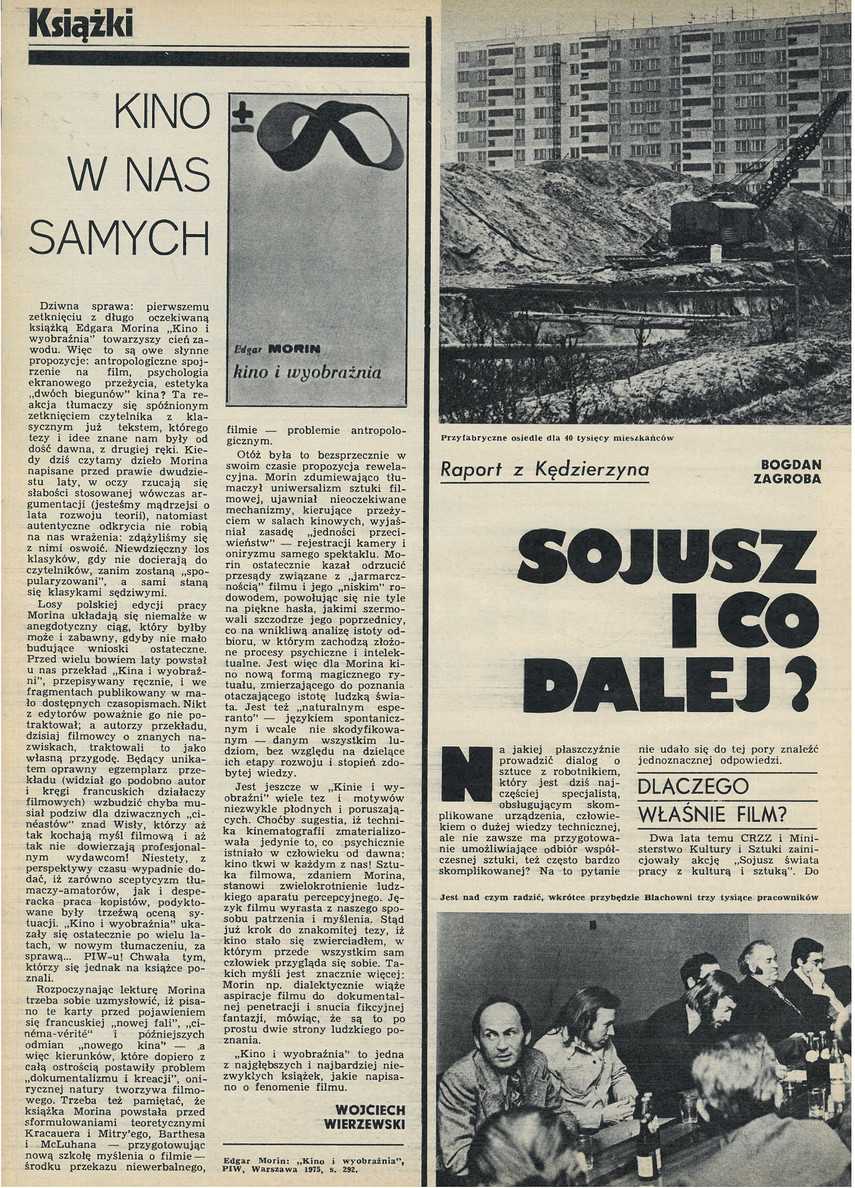 Książki
KINO
W NAS
SAMYCH
Dziwna sprawa: pierwszemu
zetknięciu z długo oczekiwaną
książką Edgara Morina „Kino i
wyobraźnia" towarzyszy cień za-
wodu. Więc to są owe słynne
propozycje: antropologiczne spoj-
rzenie na film, psychologia
ekranowego przeżycia, estetyka
„dwóch biegunów" kina? Ta re-
akcja tłumaczy się spóźnionym
zetknięciem czytelnika z kla-
sycznym już tekstem, którego
tezy i idee znane nam były od
dość dawna, z drugiej ręki. Kie-
dy dziś czytamy dzieło Morina
napisane przed prawie dwudzie-
stu laty, w oczy rzucają się
słabości stosowanej wówczas ar-
gumentacji (jesteśmy mądrzejsi o
lata rozwoju teorii), natomiast
autentyczne odkrycia nie robią
na nas wrażenia: zdążyliśmy się
z nimi oswoić. Niewdzięczny los
klasyków, gdy nie docierają do
czytelników, zanim zostaną „spo-
pularyzowani", a sami staną
się klasykami sędziwymi.
Losy polskiej edycji pracy
Morina układają się niemalże w
anegdotyczny ciąg, który byłby
może i zabawny, gdyby nie mało
budujące wnioski ostateczne.
Przed wielu bowiem laty powstał
u nas przekład „Kina i wyobraź-
ni", przepisywany ręcznie, i we
fragmentach publikowany w ma-
ło dostępnych czasopismach. Nikt
z edytorów poważnie go nie po-
traktował; a autorzy przekładu,
dzisiaj filmowcy o znanych na-
zwiskach, traktowali to jako
własną przygodę. Będący unika-
tem oprawny egzemplarz prze-
kładu (widział go podobno autor
i kręgi francuskich działaczy
filmowych) wzbudzić chyba mu-
siał podziw dla dziwacznych „ci-
néastów" znad Wisły, którzy aż
tak kochają myśl filmową i aż
tak nie dowierzają profesjonal-
nym wydawcom! Niestety, z
perspektywy czasu wypadnie do-
dać, iż zarówno sceptycyzm tłu-
maczy-amatorów, jak i despe-
racka praca kopistów, podykto-
wane były trzeźwą oceną sy-
tuacji. „Kino i wyobraźnia" uka-
zały się ostatecznie po wielu la-
tach, w nowym tłumaczeniu, za
sprawą... PIW-u! Chwała tym,
którzy się jednak na książce po-
znali.
Rozpoczynając lekturę Morina
trzeba sobie uzmysłowić, iż pisa-
no te karty przed pojawieniem
się francuskiej „nowej fali", „ci-
néma-vérité" i późniejszych
odmian „nowego kina" — a
więc kierunków, które dopiero z
całą ostrością postawiły problem
„dokumentalizmu i kreacji", oni-
rycznej natury tworzywa filmo-
wego. Trzeba też pamiętać, że
książka Morina powstała przed
sformułowaniami teoretycznymi
Kracauera i Mitry'ego, Barthesa
i McLuhana — przygotowując
nową szkołę myślenia o filmie —
środku przekazu niewerbalnego,
Edgar MORIN
kino i wyobraźnia
filmie — problemie antropolo-
gicznym.
Otóż była to bezsprzecznie w
swoim czasie propozycja rewela-
cyjna. Morin zdumiewająco tłu-
maczył uniwersalizm sztuki fil-
mowej, ujawniał nieoczekiwane
mechanizmy, kierujące przeży-
ciem w salach kinowych, wyjaś-
niał zasadę „jedności przeci-
wieństw" — rejestracji kamery i
oniryzmu samego spektaklu. Mo-
rin ostatecznie kazał odrzucić
przesądy związane z „jarmarcz-
nością" filmu i jego „niskim" ro-
dowodem, powołując się nie tyle
na piękne hasła, jakimi szermo-
wali szczodrze jego poprzednicy,
co na wnikliwą analizę istoty od-
bioru, w którym zachodzą złożo-
ne procesy psychiczne i intelek-
tualne. Jest więc dla Morina ki-
no nową formą magicznego ry-
tuału, zmierzającego do poznania
otaczającego istotę ludzką świa-
ta. Jest też „naturalnym espe-
ranto" — językiem spontanicz-
nym i wcale nie skodyfikowa-
nym — danym wszystkim lu-
dziom, bez względu na dzielące
ich etapy rozwoju i stopień zdo-
bytej wiedzy.
Jest jeszcze w „Kinie i wy-
obraźni" wiele tez i motywów
niezwykle płodnych i poruszają-
cych. Choćby sugestia, iż techni-
ka kinematografii zmaterializo-
wała jedynie to, co psychicznie
istniało w człowieku od dawna:
kino tkwi w każdym z nas! Sztu-
ka filmowa, zdaniem Morina,
stanowi zwielokrotnienie ludz-
kiego aparatu percepcyjnego. Ję-
zyk filmu wyrasta z naszego spo-
sobu patrzenia i myślenia. Stąd
już krok do znakomitej tezy, iż
kino stało się zwierciadłem, w
którym przede wszystkim sam
człowiek przygląda się sobie. Ta-
kich myśli jest znacznie więcej:
Morin np. dialektycznie wiąże
aspiracje filmu do dokumental-
nej penetracji i snucia fikcyjnej
fantazji, mówiąc, że są to po
prostu dwie strony ludzkiego po-
znania.
„Kino i wyobraźnia" to jedna
z najgłębszych i najbardziej nie-
zwykłych książek, jakie napisa-
no o fenomenie filmu.
WOJCIECH
WIERZEWSKI
Edgar Morin: „Kino i wyobraźnia",
PIW, Warszawa 1975, s. 292.
Przyfabryczne osiedle dla 40 tysięcy mieszkańców
Raport z Kędzierzyna
BOGDAN
ZAGROBA
SOJUSZ
I CO
DALEJ?
Na jakiej płaszczyźnie
prowadzić dialog o
sztuce z robotnikiem,
który jest dziś naj-
częściej specjalistą,
obsługującym skom-
plikowane urządzenia, człowie-
kiem o dużej wiedzy technicznej,
ale nie zawsze ma przygotowa-
nie umożliwiające odbiór współ-
czesnej sztuki, też często bardzo
skomplikowanej? Na to pytanie
nie udało się do tej pory znaleźć
jednoznacznej odpowiedzi.
DLACZEGO
WŁAŚNIE FILM?
Dwa lata temu CRZZ i Mini-
sterstwo Kultury i Sztuki zaini-
cjowały akcję „Sojusz świata
pracy z kulturą i sztuką". Do
Jest nad czym radzić, wkrótce przybędzie Blachowni trzy tysiące pracowników